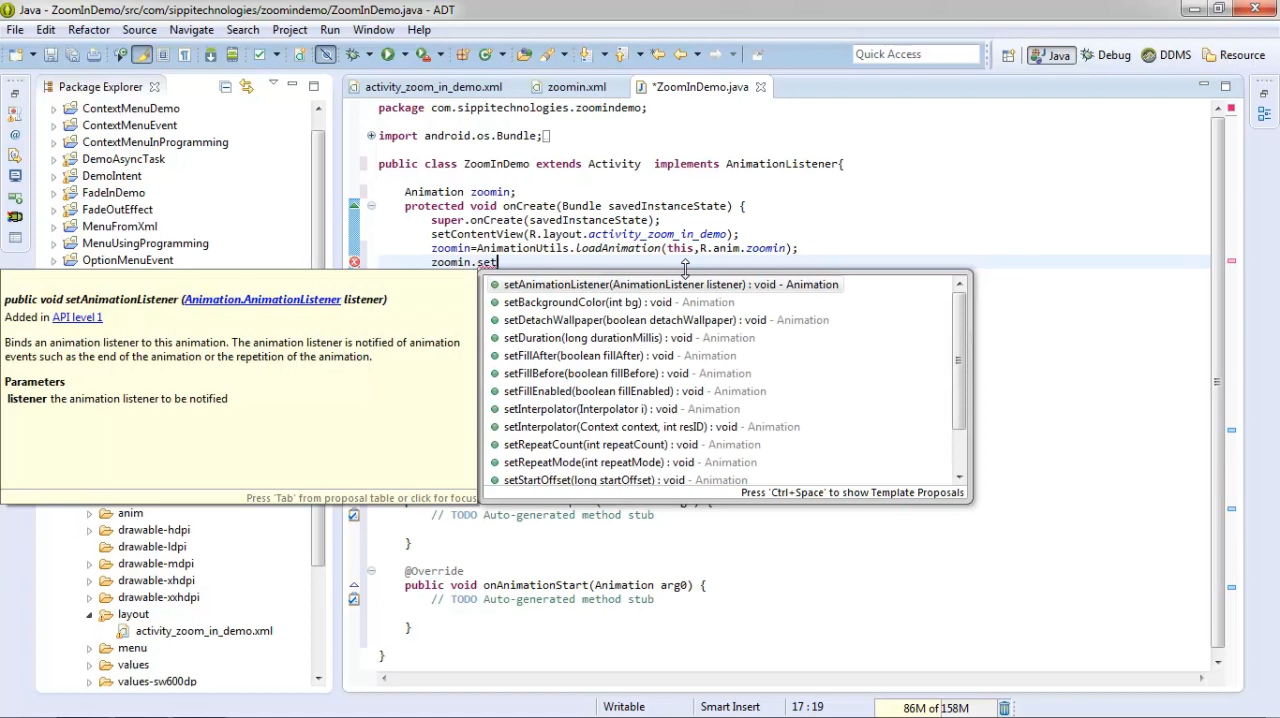 Java - ZoomInDemo/src/com/sippitechnologies/zoomindemo/ZoomInDemo.java - ADT
File Edit Refactor Source Navigate Search Project Run Window Help
Quick Access Java Debug DDMS Resource
Package Explorer
activity_zoom_in_demo.xml zoomin.xml *ZoomInDemo.java
ContextMenuDemo
ContextMenuEvent
ContextMenuInProgramming
DemoAsyncTask
DemoIntent
FadeInDemo
FadeOutEffect
MenuFromXml
MenuUsingProgramming
OptionMenuEvent
package com.sippitechnologies.zoomindemo;
import android.os.Bundle;
public class ZoomInDemo extends Activity  implements AnimationListener{
Animation zoomin;
protected void onCreate(Bundle savedInstanceState) {
super.onCreate(savedInstanceState);
setContentView(R.layout.activity_zoom_in_demo);
zoomin=AnimationUtils.loadAnimation(this,R.anim.zoomin);
zoomin.set
public void setAnimationListener (Animation.AnimationListener listener)
Added in API level 1
Binds an animation listener to this animation. The animation listener is notified of animation
events such as the end of the animation or the repetition of the animation.
Parameters
listener the animation listener to be notified
Press 'Tab' from proposal table or click for focus
setAnimationListener(AnimationListener listener) : void - Animation
setBackgroundColor(int bg) : void - Animation
setDetachWallpaper(boolean detachWallpaper) : void - Animation
setDuration(long durationMillis) : void - Animation
setFillAfter(boolean fillAfter) : void - Animation
setFillBefore(boolean fillBefore) : void - Animation
setFillEnabled(boolean fillEnabled) : void - Animation
setInterpolator(Interpolator i) : void - Animation
setInterpolator(Context context, int resID) : void - Animation
setRepeatCount(int repeatCount) : void - Animation
setRepeatMode(int repeatMode) : void - Animation
setStartOffset(long startOffset) : void - Animation
Press 'Ctrl+Space' to show Template Proposals
anim
drawable-hdpi
drawable-ldpi
drawable-mdpi
drawable-xhdpi
drawable-xxhdpi
layout
activity_zoom_in_demo.xml
menu
values
values-sw600dp
// TODO Auto-generated method stub
}
@Override
public void onAnimationStart(Animation arg0) {
// TODO Auto-generated method stub
}
}
Writable Smart Insert 17 : 19 86M of 158M